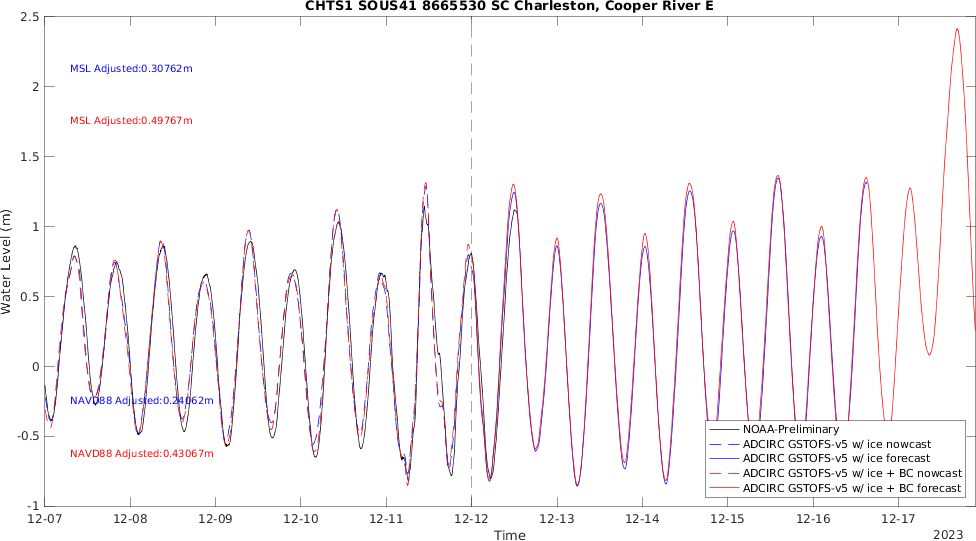 CHTS1 SOUS41 8665530 SC Charleston, Cooper River E
2.5
2
1.5
1
0.5
0
-0.5
-1
Water Level (m)
MSL Adjusted:0.30762m
MSL Adjusted:0.49767m
NAVD88 Adjusted:0.24062m
NAVD88 Adjusted:0.43067m
NOAA-Preliminary
ADCIRC GSTOFS-v5 w/ ice nowcast
ADCIRC GSTOFS-v5 w/ ice forecast
ADCIRC GSTOFS-v5 w/ ice + BC nowcast
ADCIRC GSTOFS-v5 w/ ice + BC forecast
12-07 12-08 12-09 12-10 12-11 12-12 12-13 12-14 12-15 12-16 12-17
Time
2023